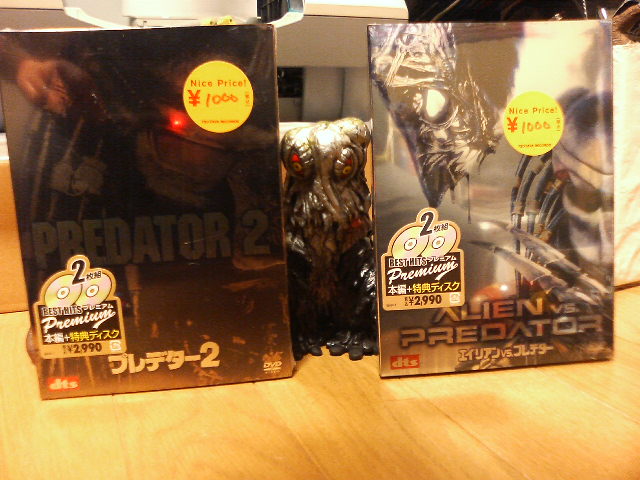 Nice Price!
¥1000
PREDATOR 2
2枚組
BEST HITS プレミアム
Premium
本編+特典ディスク
2,990
プレデター2
dts
DVD
Nice Price!
¥1000
2枚組
BEST HITS プレミアム
Premium
本編+特典ディスク
2,990
ALIEN VS. PREDATOR
エイリアンVS.プレデター
dts